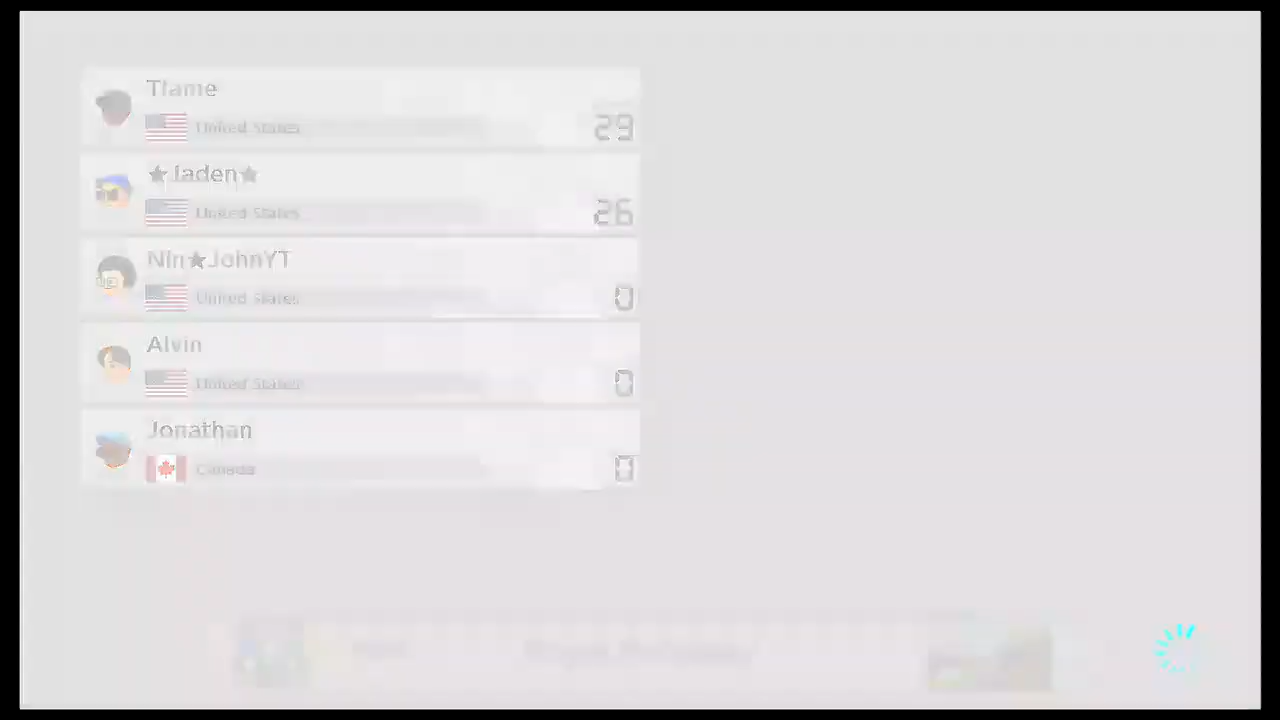 Tlame
United States
29
★Jaden★
United States
26
Nin★JohnYT
United States
0
Alvin
United States
0
Jonathan
Canada
0